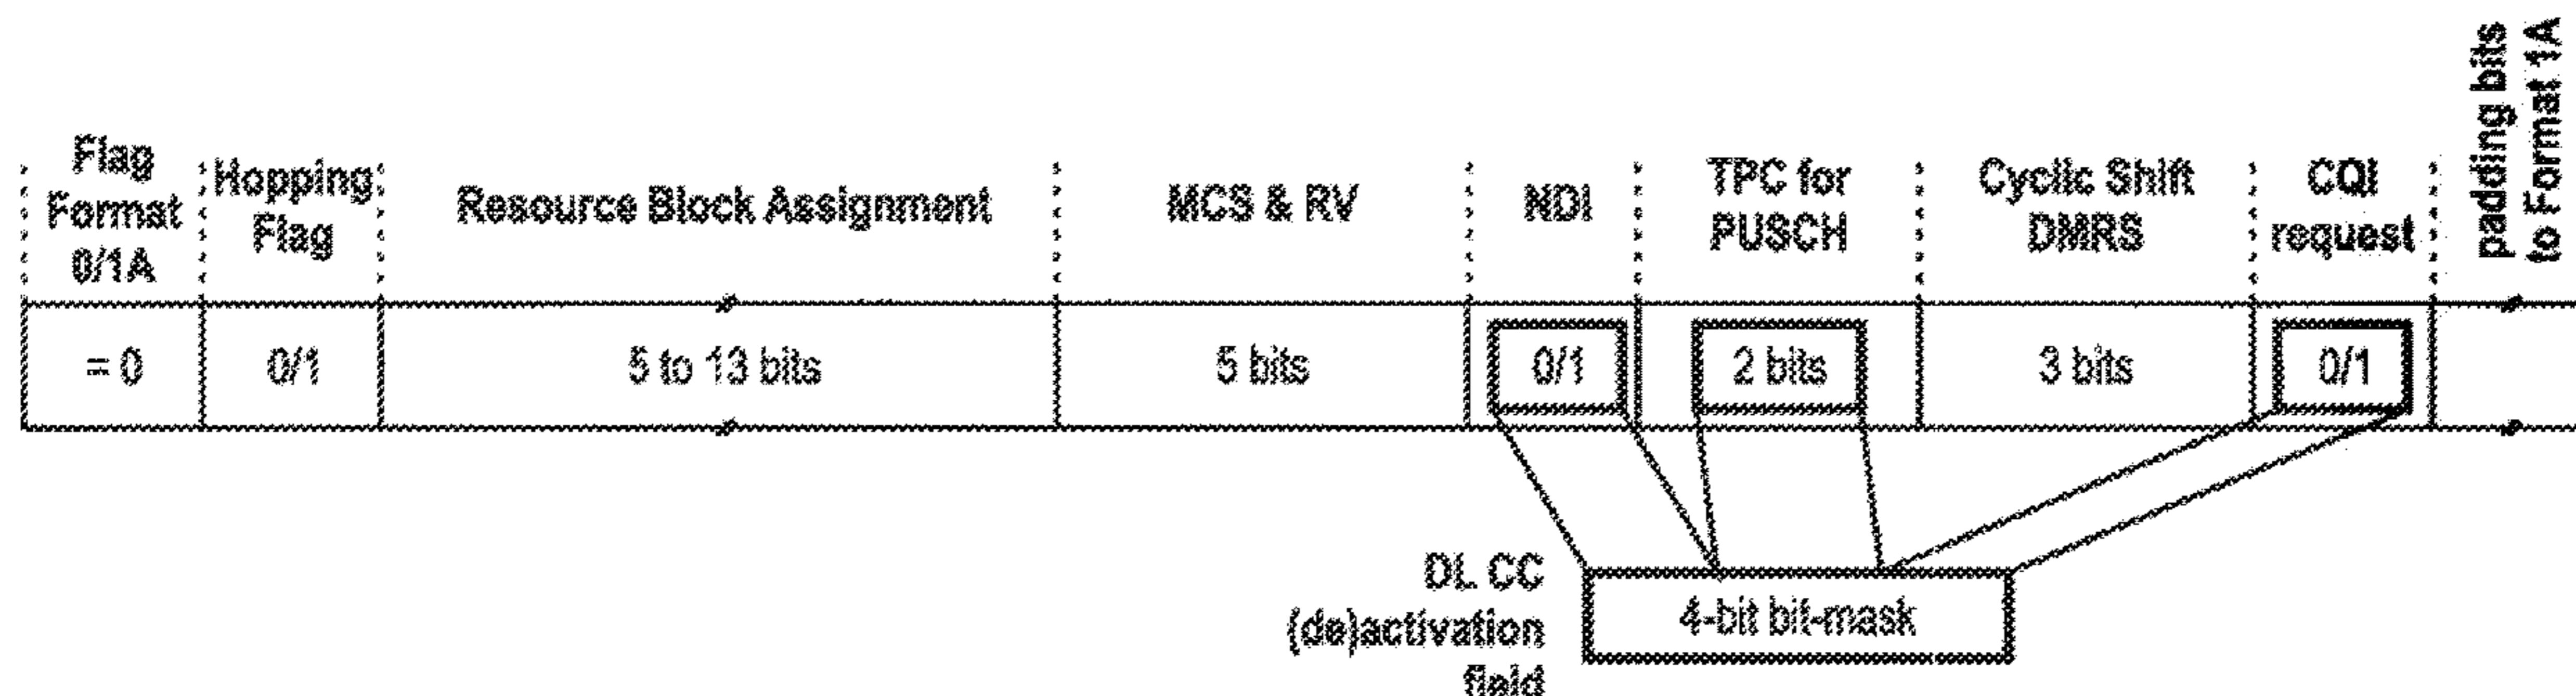 Flag
Format
0/1A
Hopping
Flag
Resource Block Assignment
MCS & RV
NDI
TPC for
PUSCH
Cyclic Shift
DMRS
CQI
request
padding bits
to Format 1A
= 0
0/1
5 to 13 bits
5 bits
0/1
2 bits
3 bits
0/1
DL CC
(de)activation
field
4-bit bit-mask